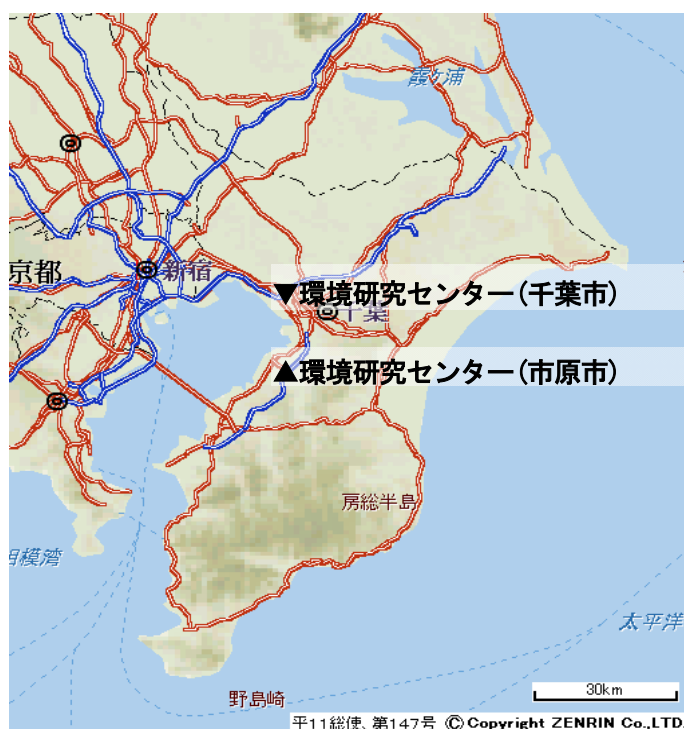 霞ケ浦
京都
新宿
▼環境研究センター(千葉市)
千葉
▲環境研究センター(市原市)
房総半島
相模湾
太平洋
野島崎
30km
平11総使、第147号 © Copyright ZENRIN Co.,LTD.